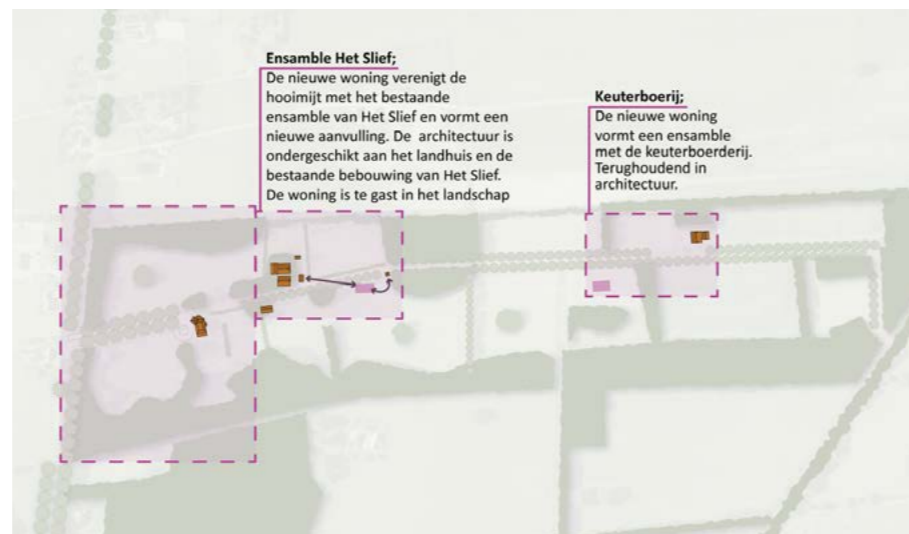 Ensamble Het Slief;
De nieuwe woning verenigt de
hooimijt met het bestaande
ensamble van Het Slief en vormt een
nieuwe aanvulling. De architectuur is
ondergeschikt aan het landhuis en de
bestaande bebouwing van Het Slief.
De woning is te gast in het landschap
Keuterboerij;
De nieuwe woning
vormt een ensamble
met de keuterboerderij.
Terughoudend in
architectuur.